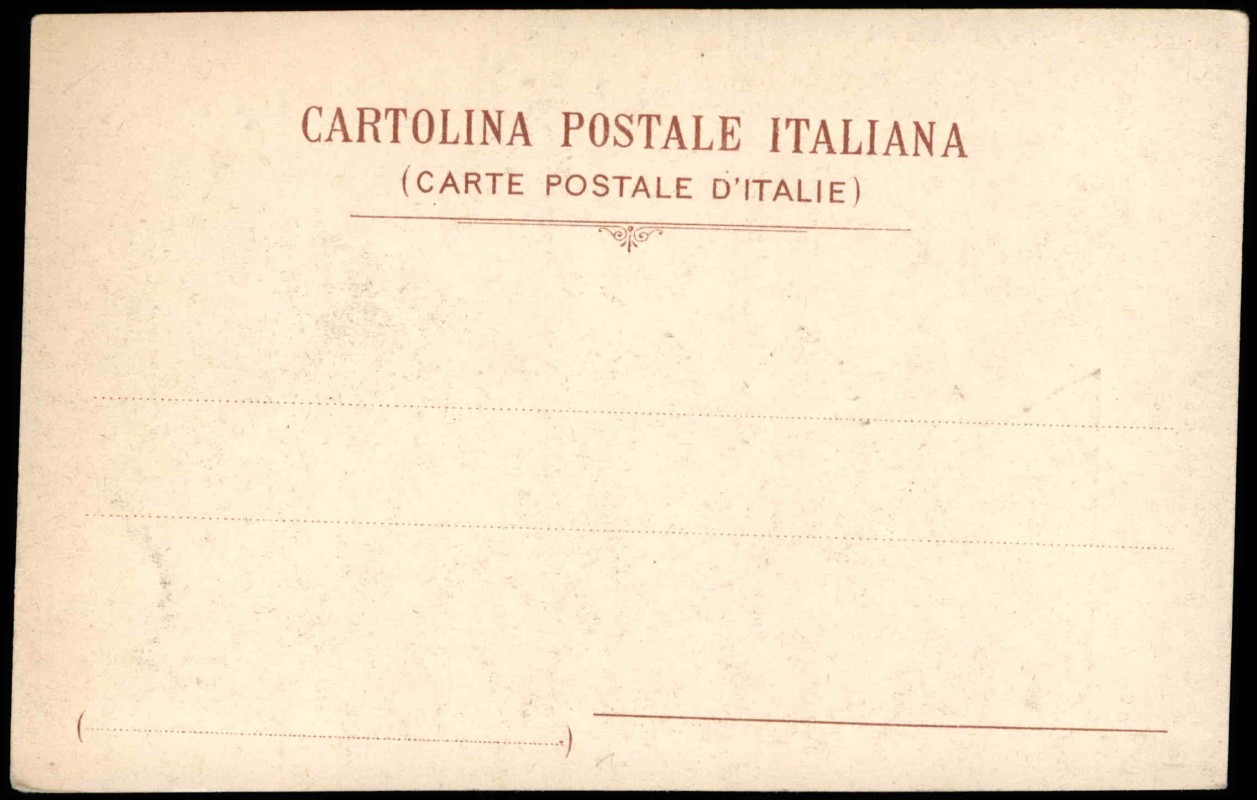 CARTOLINA POSTALE ITALIANA
(CARTE POSTALE D'ITALIE)